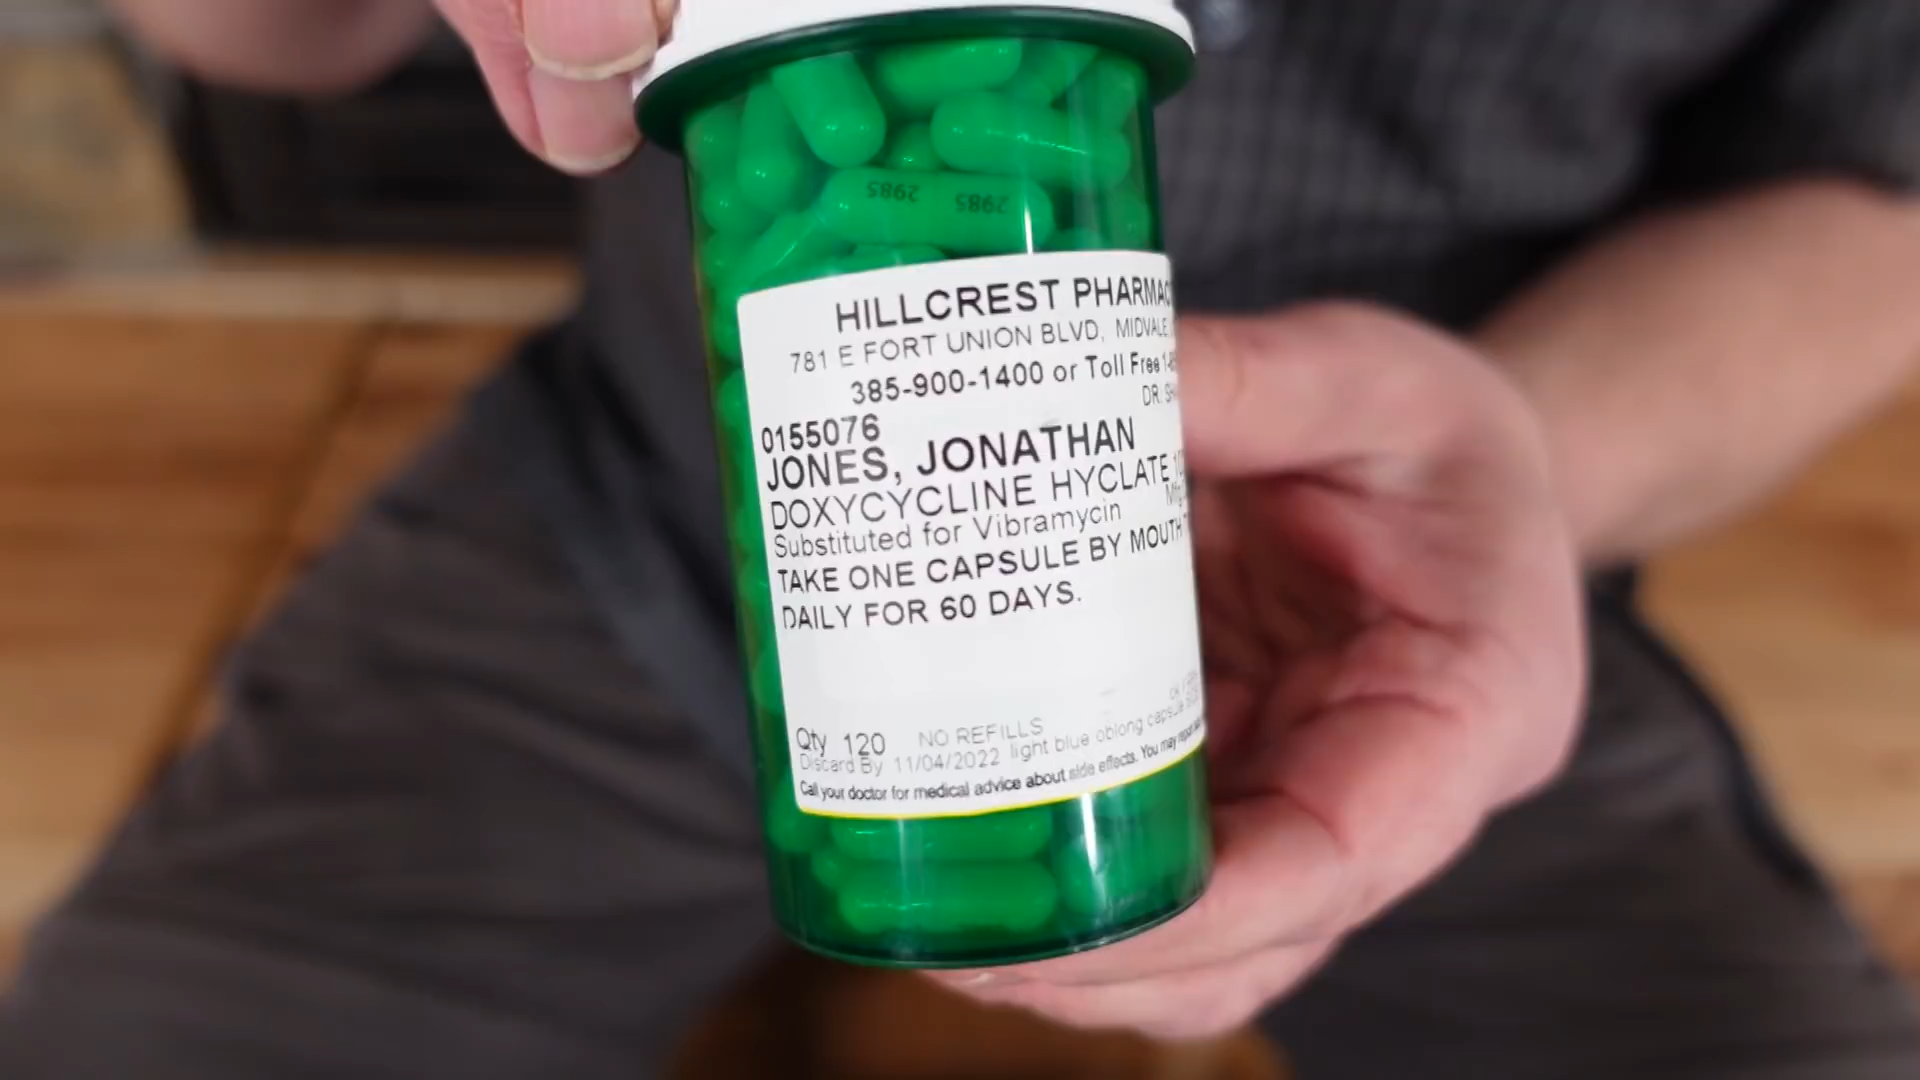 2985 2985
HILLCREST PHARMAC
781 E FORT UNION BLVD, MIDVALE,
385-900-1400 or Toll Free 1-
DR. SH
0155076
JONES, JONATHAN
DOXYCYCLINE HYCLATE
Substituted for Vibramycin
TAKE ONE CAPSULE BY MOUTH
DAILY FOR 60 DAYS.
Qty 120 NO REFILLS
Discard By 11/04/2022 light blue oblong capsule
Call your doctor for medical advice about side effects. You may report